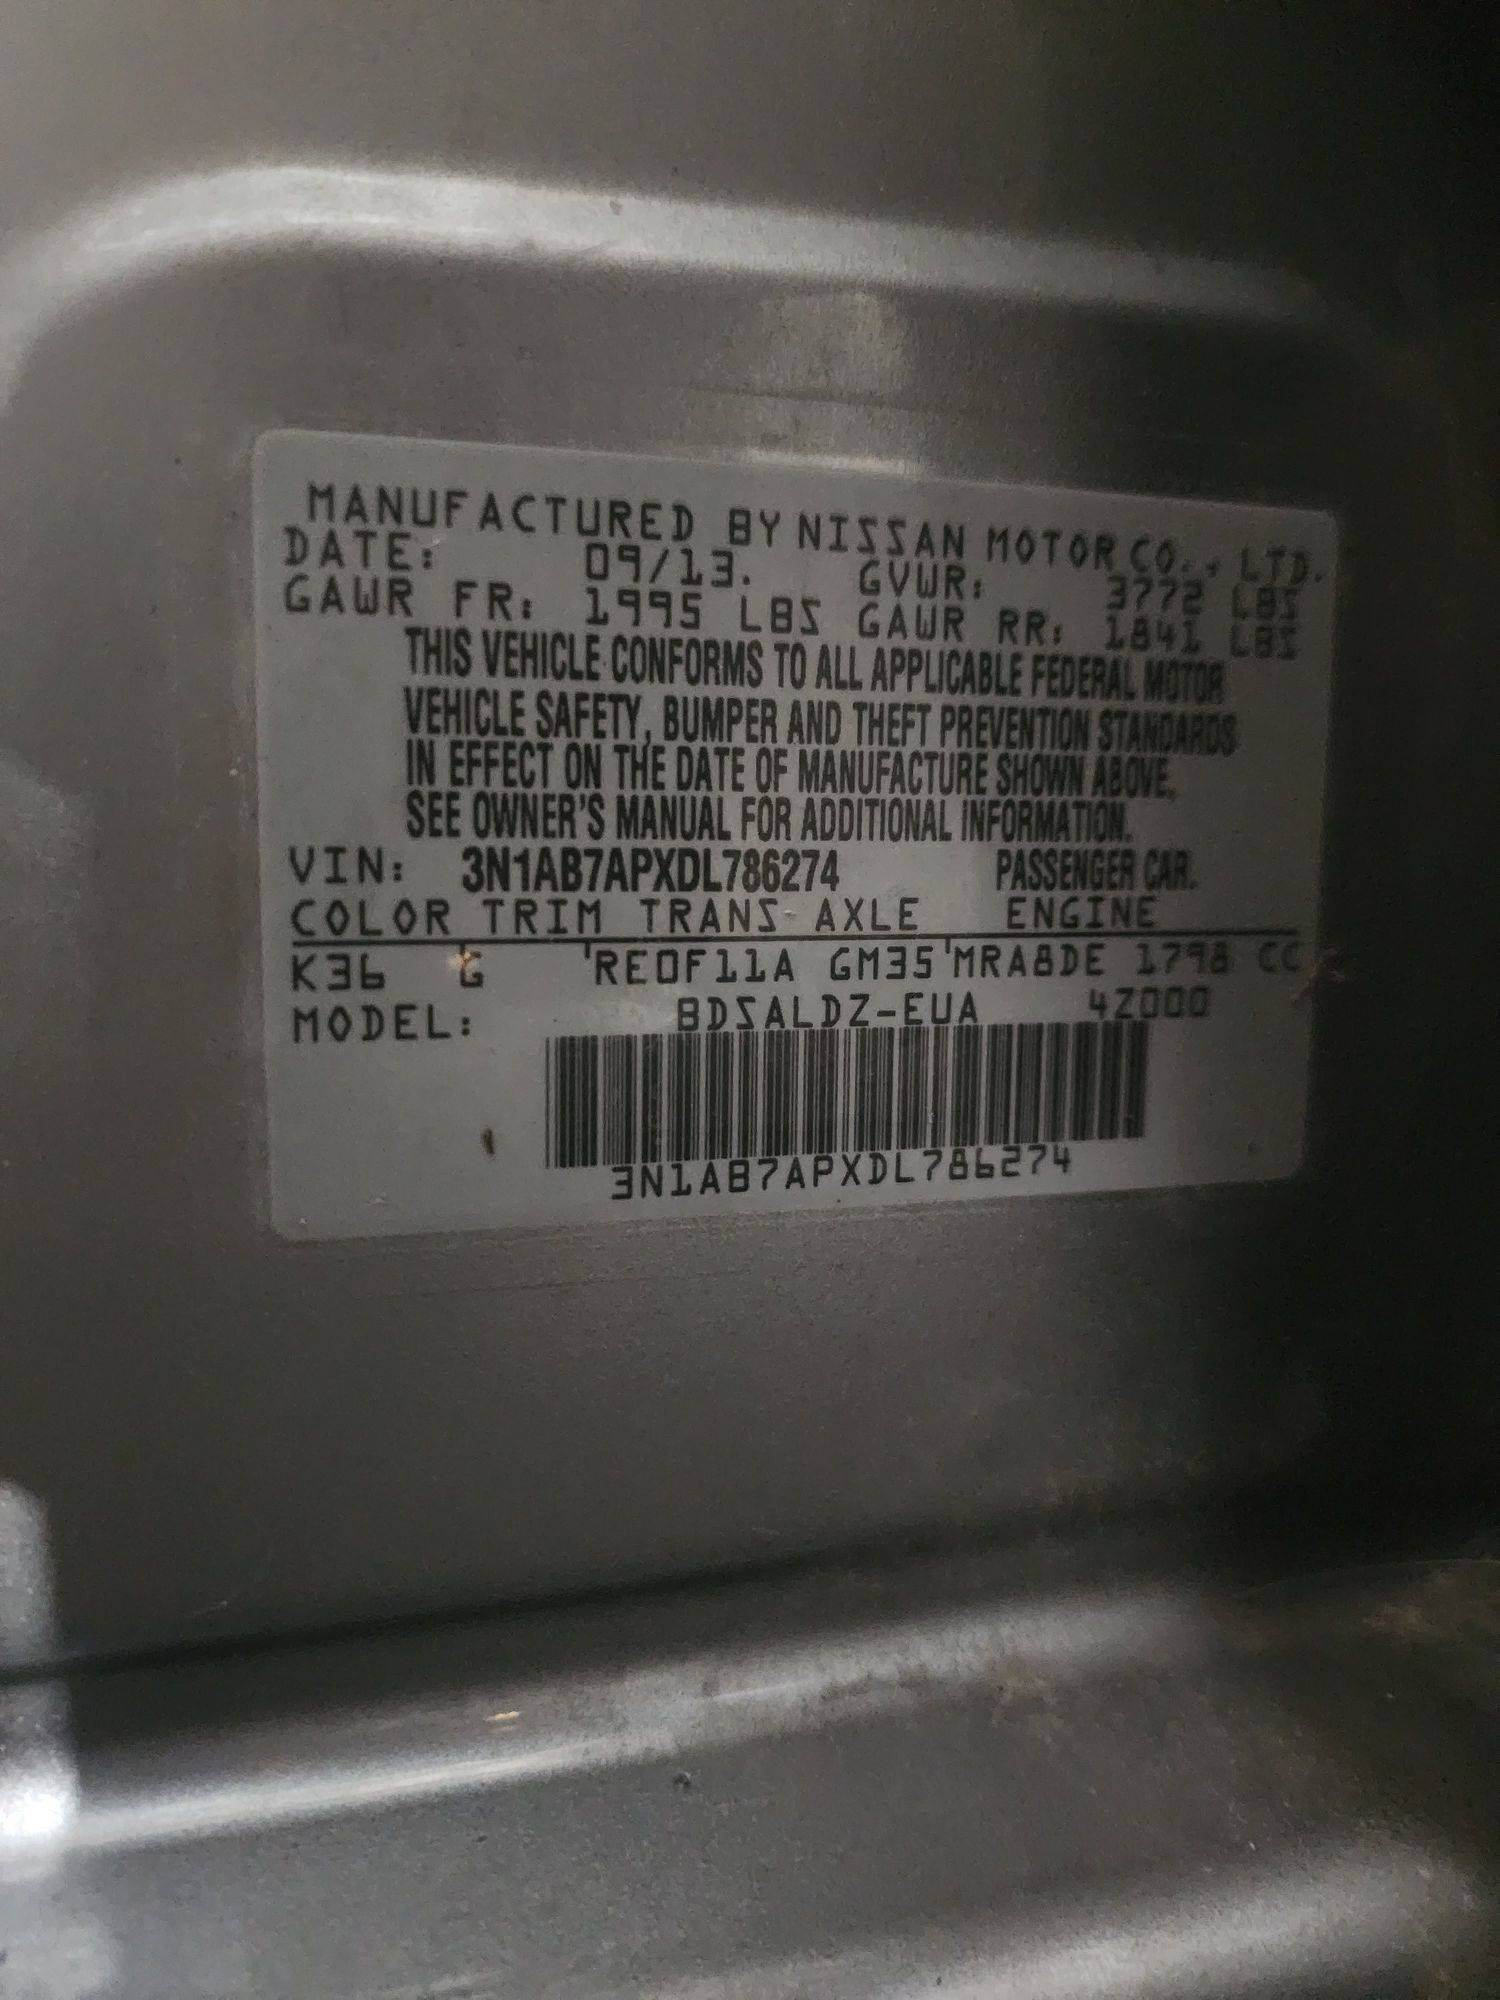 MANUFACTURED BY NISSAN MOTOR CO., LTD.
DATE: 09/13. GVWR: 3772 LBS
GAWR FR: 1995 LBS GAWR RR: 1841 LBS
THIS VEHICLE CONFORMS TO ALL APPLICABLE FEDERAL MOTOR
VEHICLE SAFETY, BUMPER AND THEFT PREVENTION STANDARDS
IN EFFECT ON THE DATE OF MANUFACTURE SHOWN ABOVE.
SEE OWNER'S MANUAL FOR ADDITIONAL INFORMATION.
VIN: 3N1AB7APXDL786274 PASSENGER CAR.
COLOR TRIM TRANS AXLE ENGINE
K36 G 'RE0F11A GM35'MRA8DE 1798 CC
MODEL: BDSALDZ-EUA 4Z000
3N1AB7APXDL786274